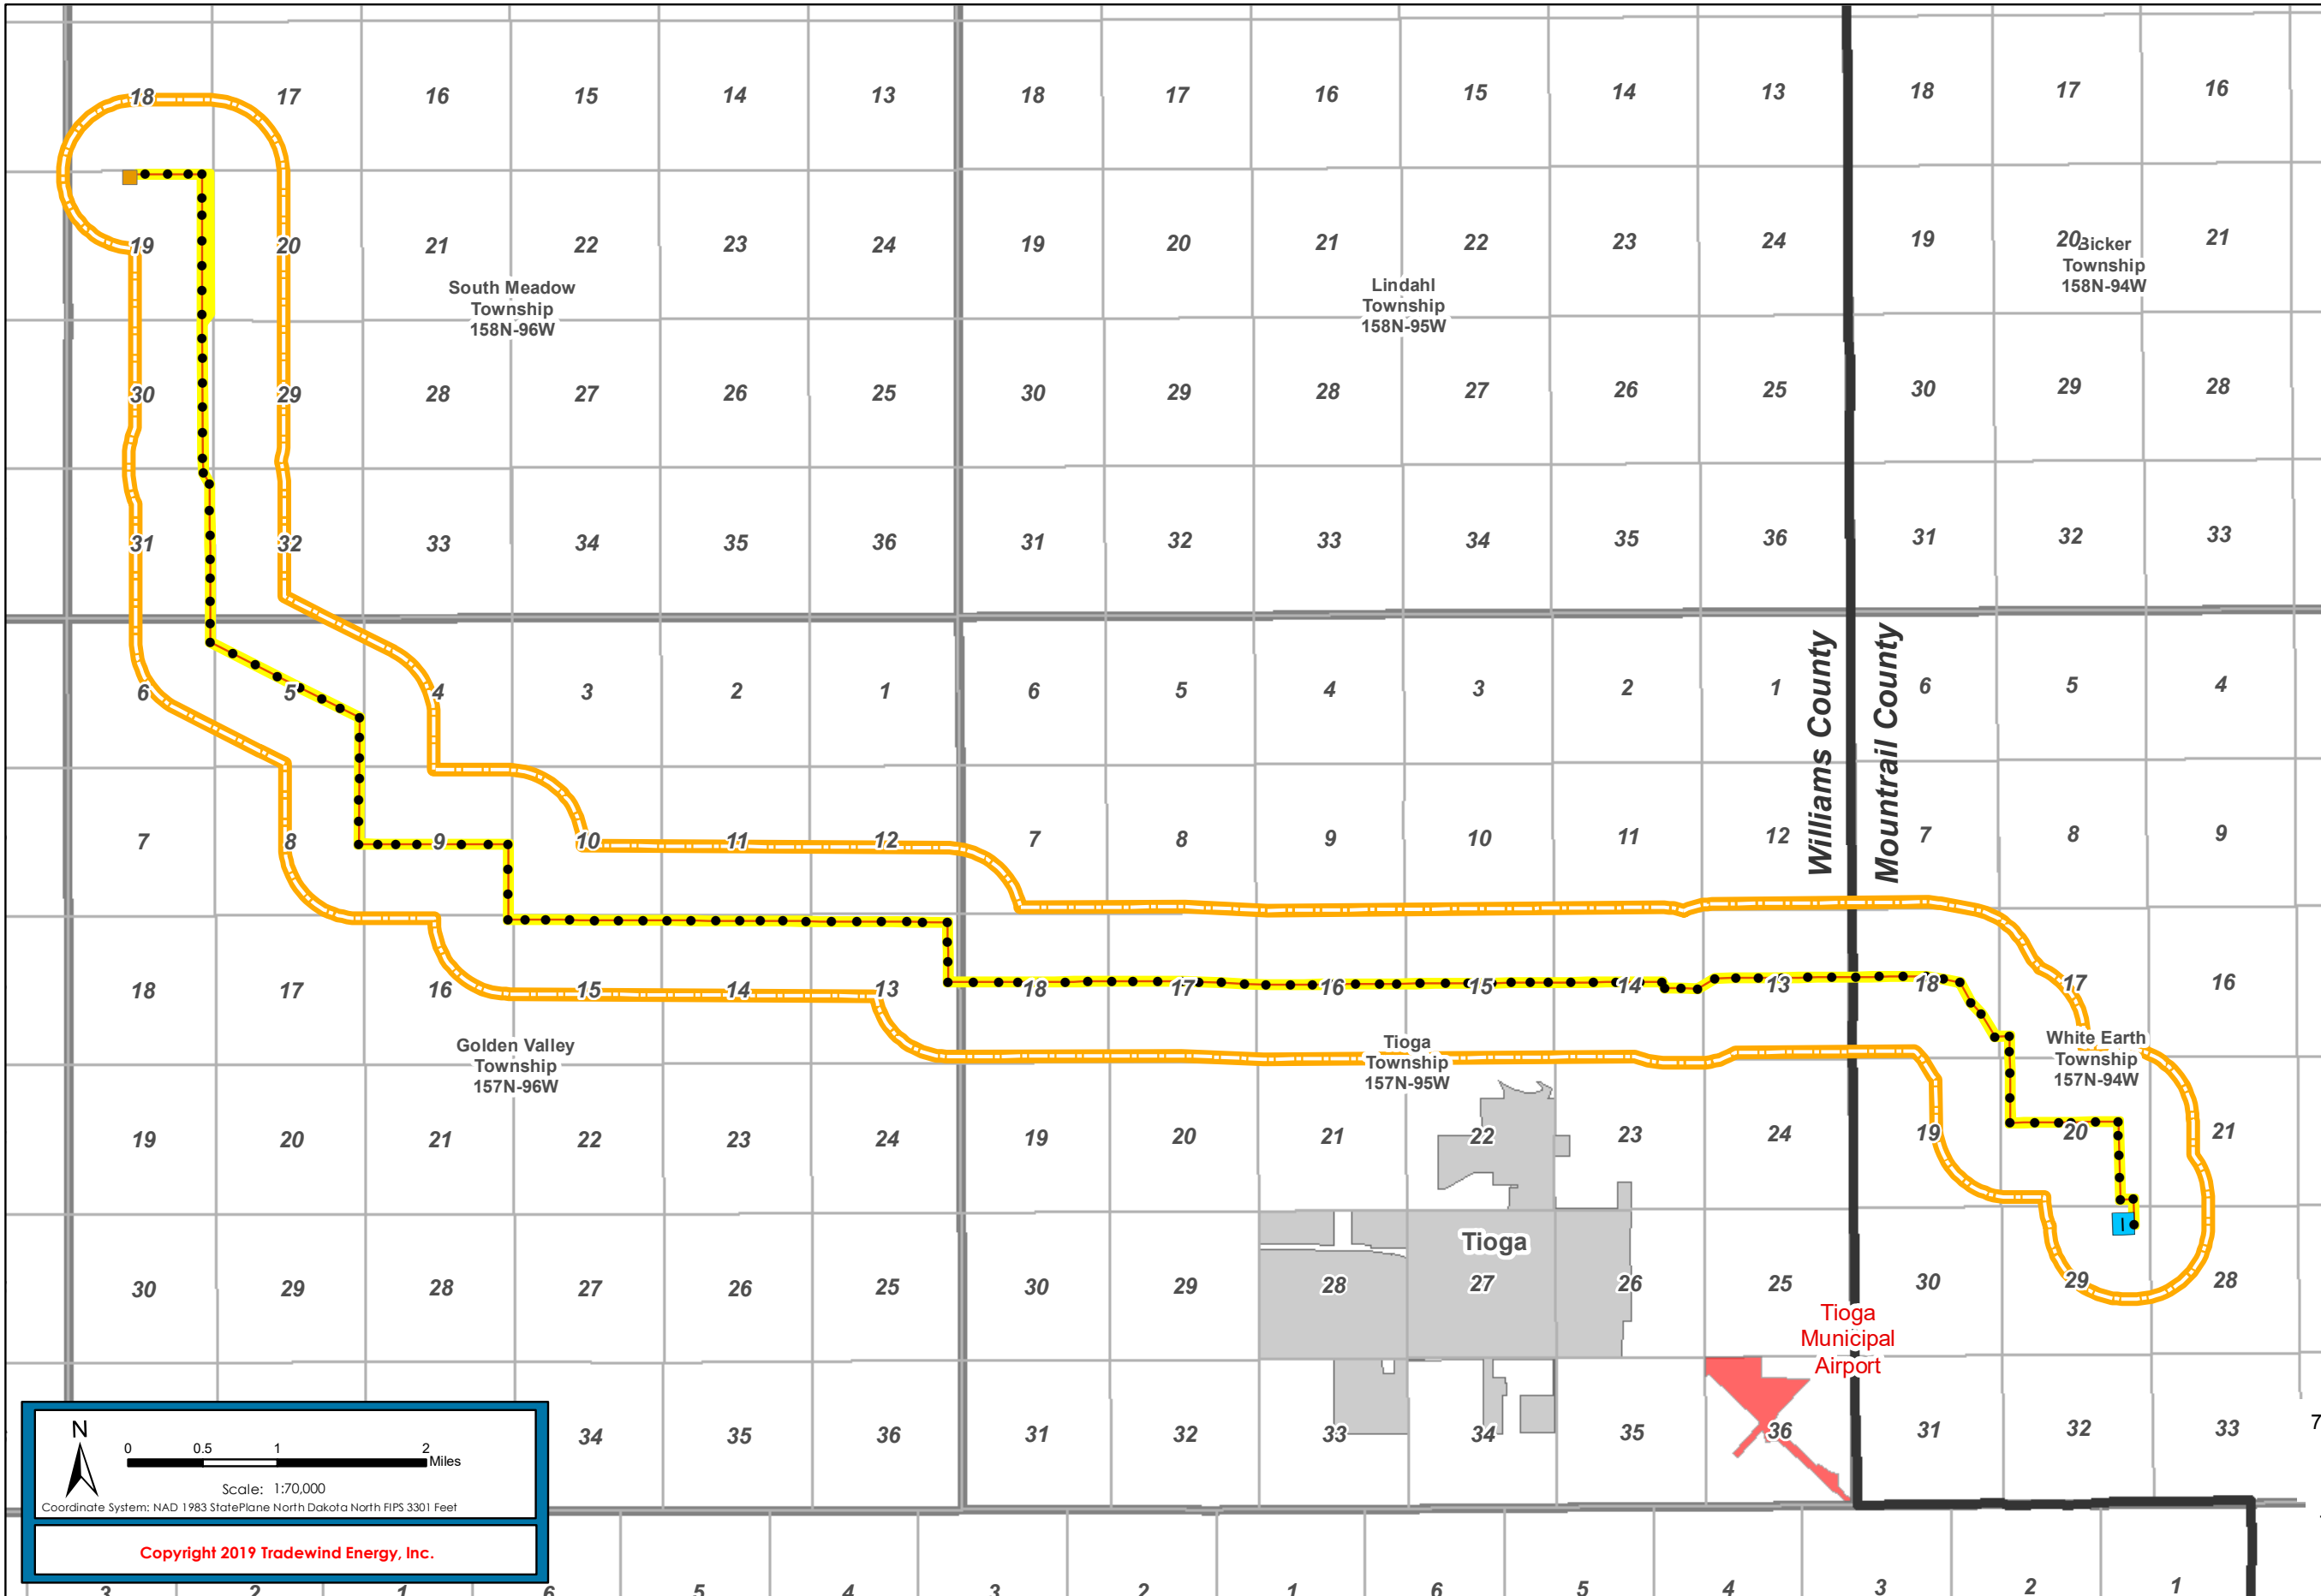 18 17 16 15 14 13 18 17 16 15 14 13 18 17 16
19 20 21 22 23 24 19 20 21 22 23 24 19 20 21
South Meadow
Township
158N-96W
Lindahl
Township
158N-95W
Bicker
Township
158N-94W
30 29 28 27 26 25 30 29 28 27 26 25 30 29 28
31 32 33 34 35 36 31 32 33 34 35 36 31 32 33
Williams County
Mountrail County
6 5 4 3 2 1 6 5 4 3 2 1 6 5 4
7 8 9 10 11 12 7 8 9 10 11 12 7 8 9
18 17 16 15 14 13 18 17 16 15 14 13 18 17 16
Golden Valley
Township
157N-96W
Tioga
Township
157N-95W
White Earth
Township
157N-94W
19 20 21 22 23 24 19 20 21 22 23 24 19 20 21
Tioga
30 29 28 27 26 25 30 29 28 27 26 25 30 29 28
Tioga
Municipal
Airport
34 35 36 31 32 33 34 35 36 31 32 33
7
N
0 0.5 1 2
Miles
Scale: 1:70,000
Coordinate System: NAD 1983 StatePlane North Dakota North FIPS 3301 Feet
Copyright 2019 Tradewind Energy, Inc.
3 2 1 6 5 4 3 2 1 6 5 4 3 2 1